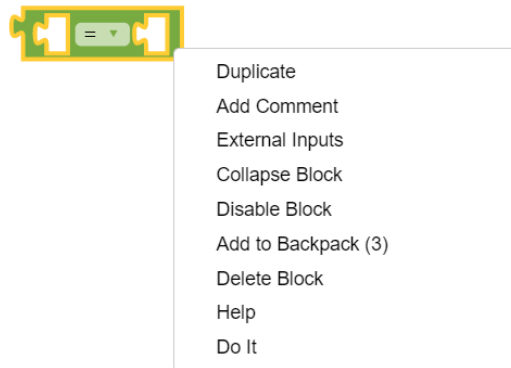 =
Duplicate
Add Comment
External Inputs
Collapse Block
Disable Block
Add to Backpack (3)
Delete Block
Help
Do It